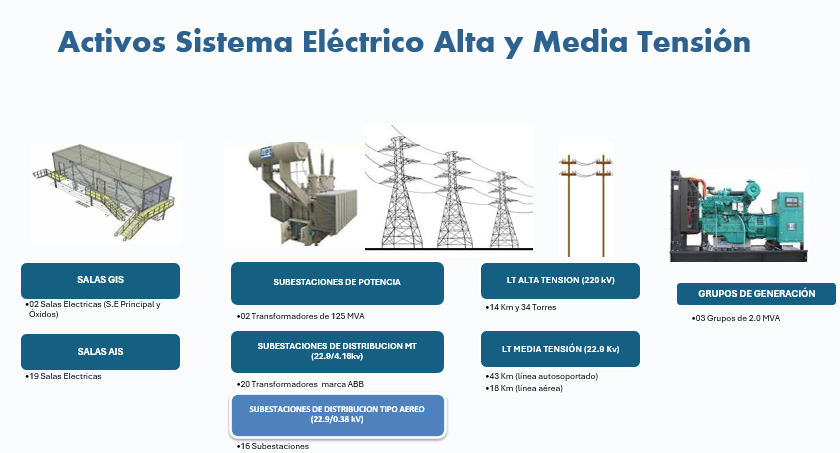 Activos Sistema Eléctrico Alta y Media Tensión
SALAS GIS
•02 Salas Electricas (S.E Principal y
Óxidos)
SALAS AIS
•19 Salas Electricas
SUBESTACIONES DE POTENCIA
•02 Transformadores de 125 MVA
SUBESTACIONES DE DISTRIBUCION MT
(22.9/4.16kv)
•20 Transformadores marca ABB
SUBESTACIONES DE DISTRIBUCION TIPO AEREO
(22.9/0.38 kV)
•16 Subestaciones
LT ALTA TENSION (220 kV)
•14 Km y 34 Torres
LT MEDIA TENSIÓN (22.9 Kv)
•43 Km (línea autosoportado)
•18 Km (línea aérea)
GRUPOS DE GENERACIÓN
•03 Grupos de 2.0 MVA